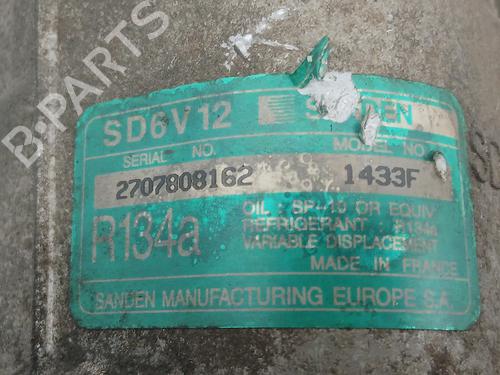 SD6V12 SANDEN
SERIAL NO. MODEL NO.
2707808162 1433F
R134a
OIL : SP-10 OR EQUIV
REFRIGERANT : R134a
VARIABLE DISPLACEMENT
MADE IN FRANCE
SANDEN MANUFACTURING EUROPE S.A.
B-PARTS